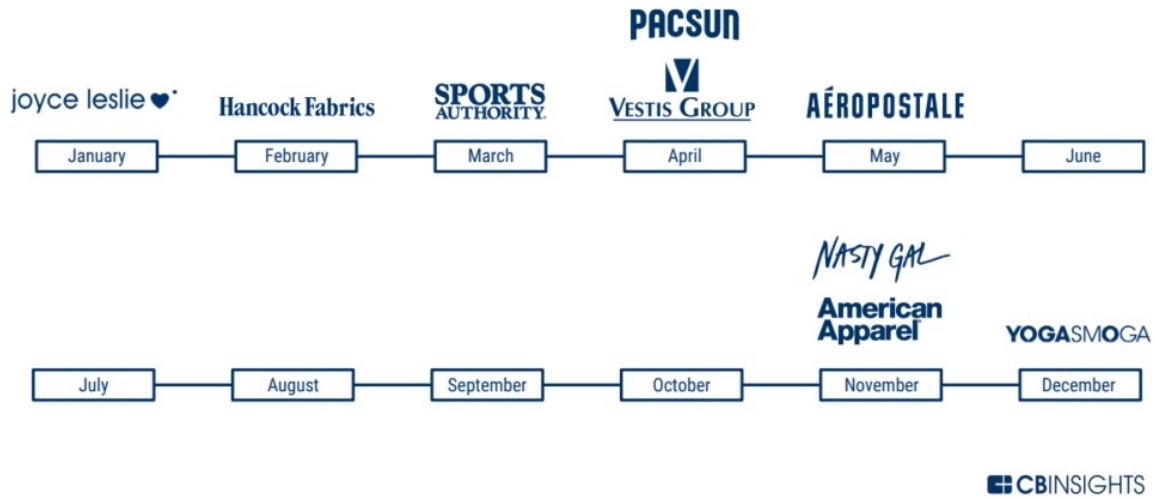 PACSUN
joyce leslie
Hancock Fabrics
SPORTS
AUTHORITY.
VESTIS GROUP
AÉROPOSTALE
January
February
March
April
May
June
NASTY GAL
American
Apparel
YOGASMOGA
July
August
September
October
November
December
CBINSIGHTS